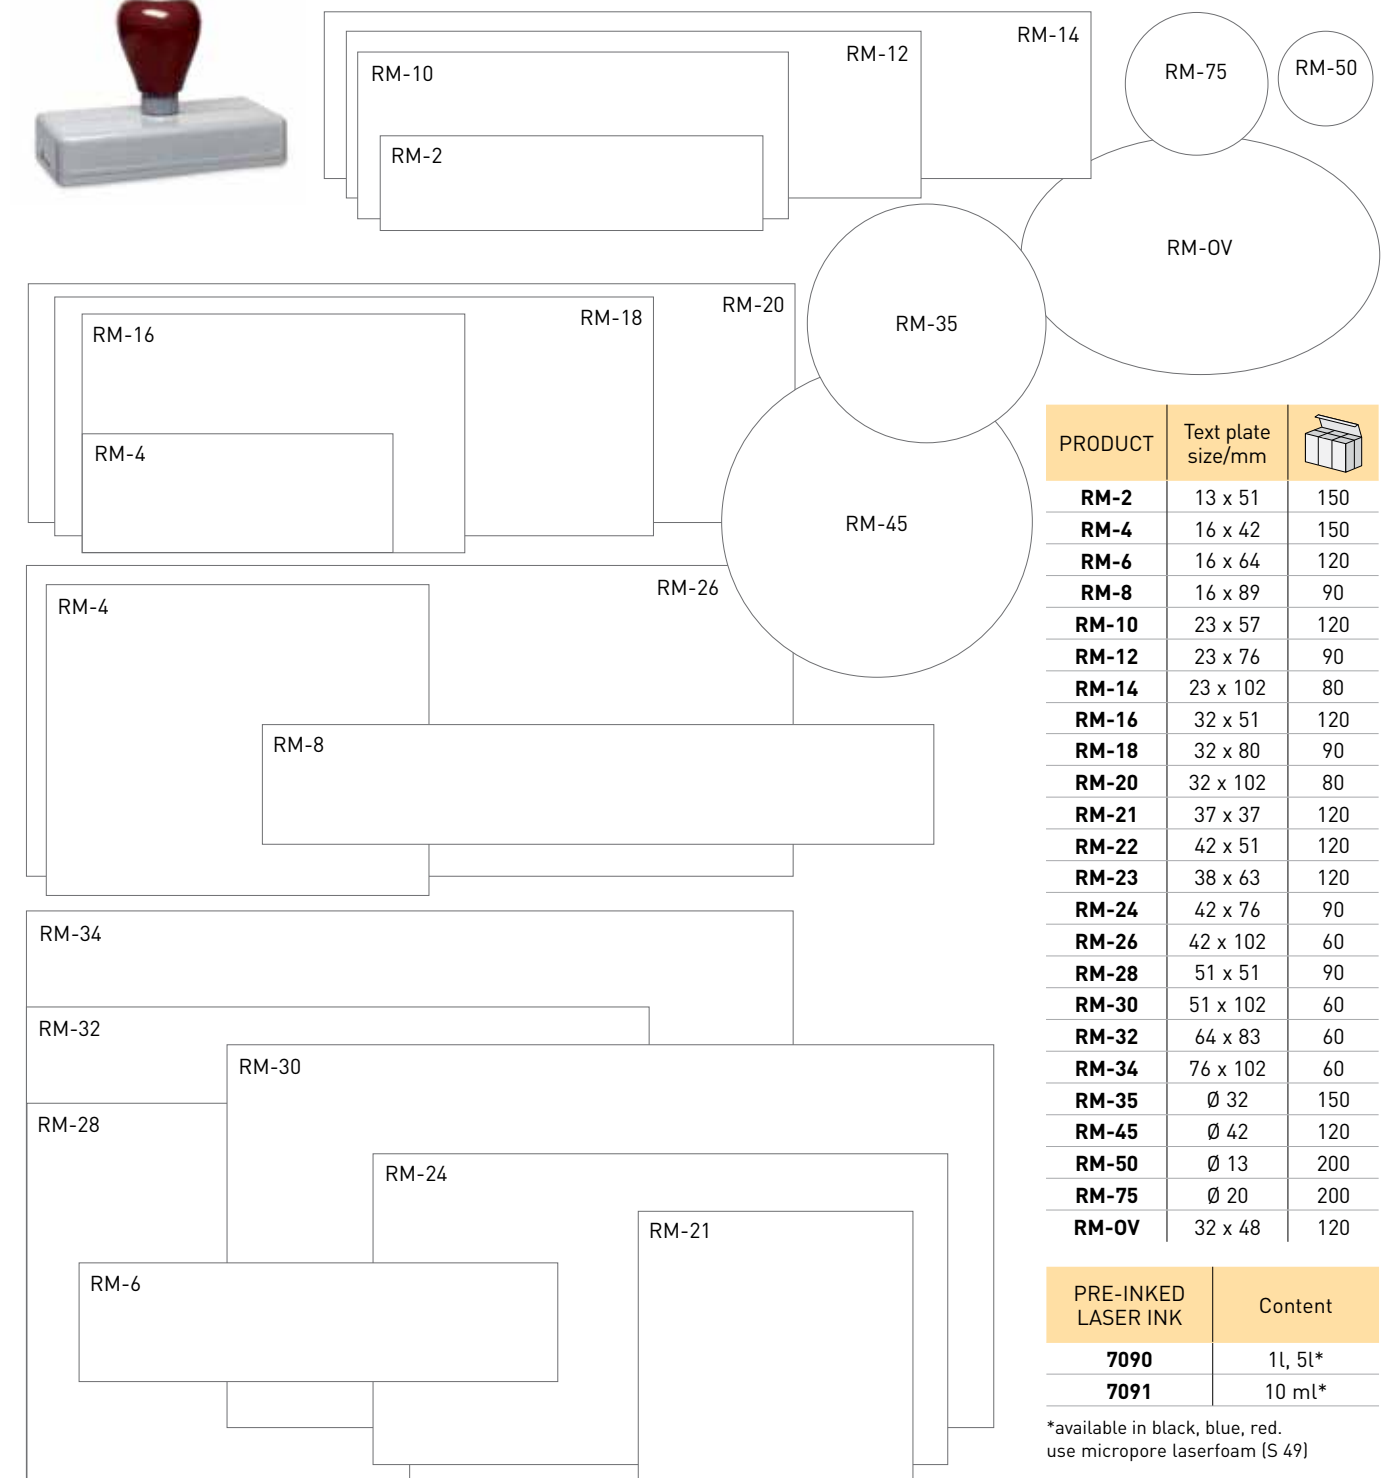 RM-14
RM-12
RM-10
RM-2
RM-75
RM-50
RM-OV
RM-20
RM-18
RM-16
RM-4
RM-35
RM-45
RM-26
RM-4
RM-8
RM-34
RM-32
RM-30
RM-28
RM-24
RM-21
RM-6
PRODUCT Text plate size/mm
RM-2 13 x 51 150
RM-4 16 x 42 150
RM-6 16 x 64 120
RM-8 16 x 89 90
RM-10 23 x 57 120
RM-12 23 x 76 90
RM-14 23 x 102 80
RM-16 32 x 51 120
RM-18 32 x 80 90
RM-20 32 x 102 80
RM-21 37 x 37 120
RM-22 42 x 51 120
RM-23 38 x 63 120
RM-24 42 x 76 90
RM-26 42 x 102 60
RM-28 51 x 51 90
RM-30 51 x 102 60
RM-32 64 x 83 60
RM-34 76 x 102 60
RM-35 Ø 32 150
RM-45 Ø 42 120
RM-50 Ø 13 200
RM-75 Ø 20 200
RM-OV 32 x 48 120
PRE-INKED LASER INK Content
7090 1l, 5l*
7091 10 ml*
*available in black, blue, red.
use micropore laserfoam (S 49)